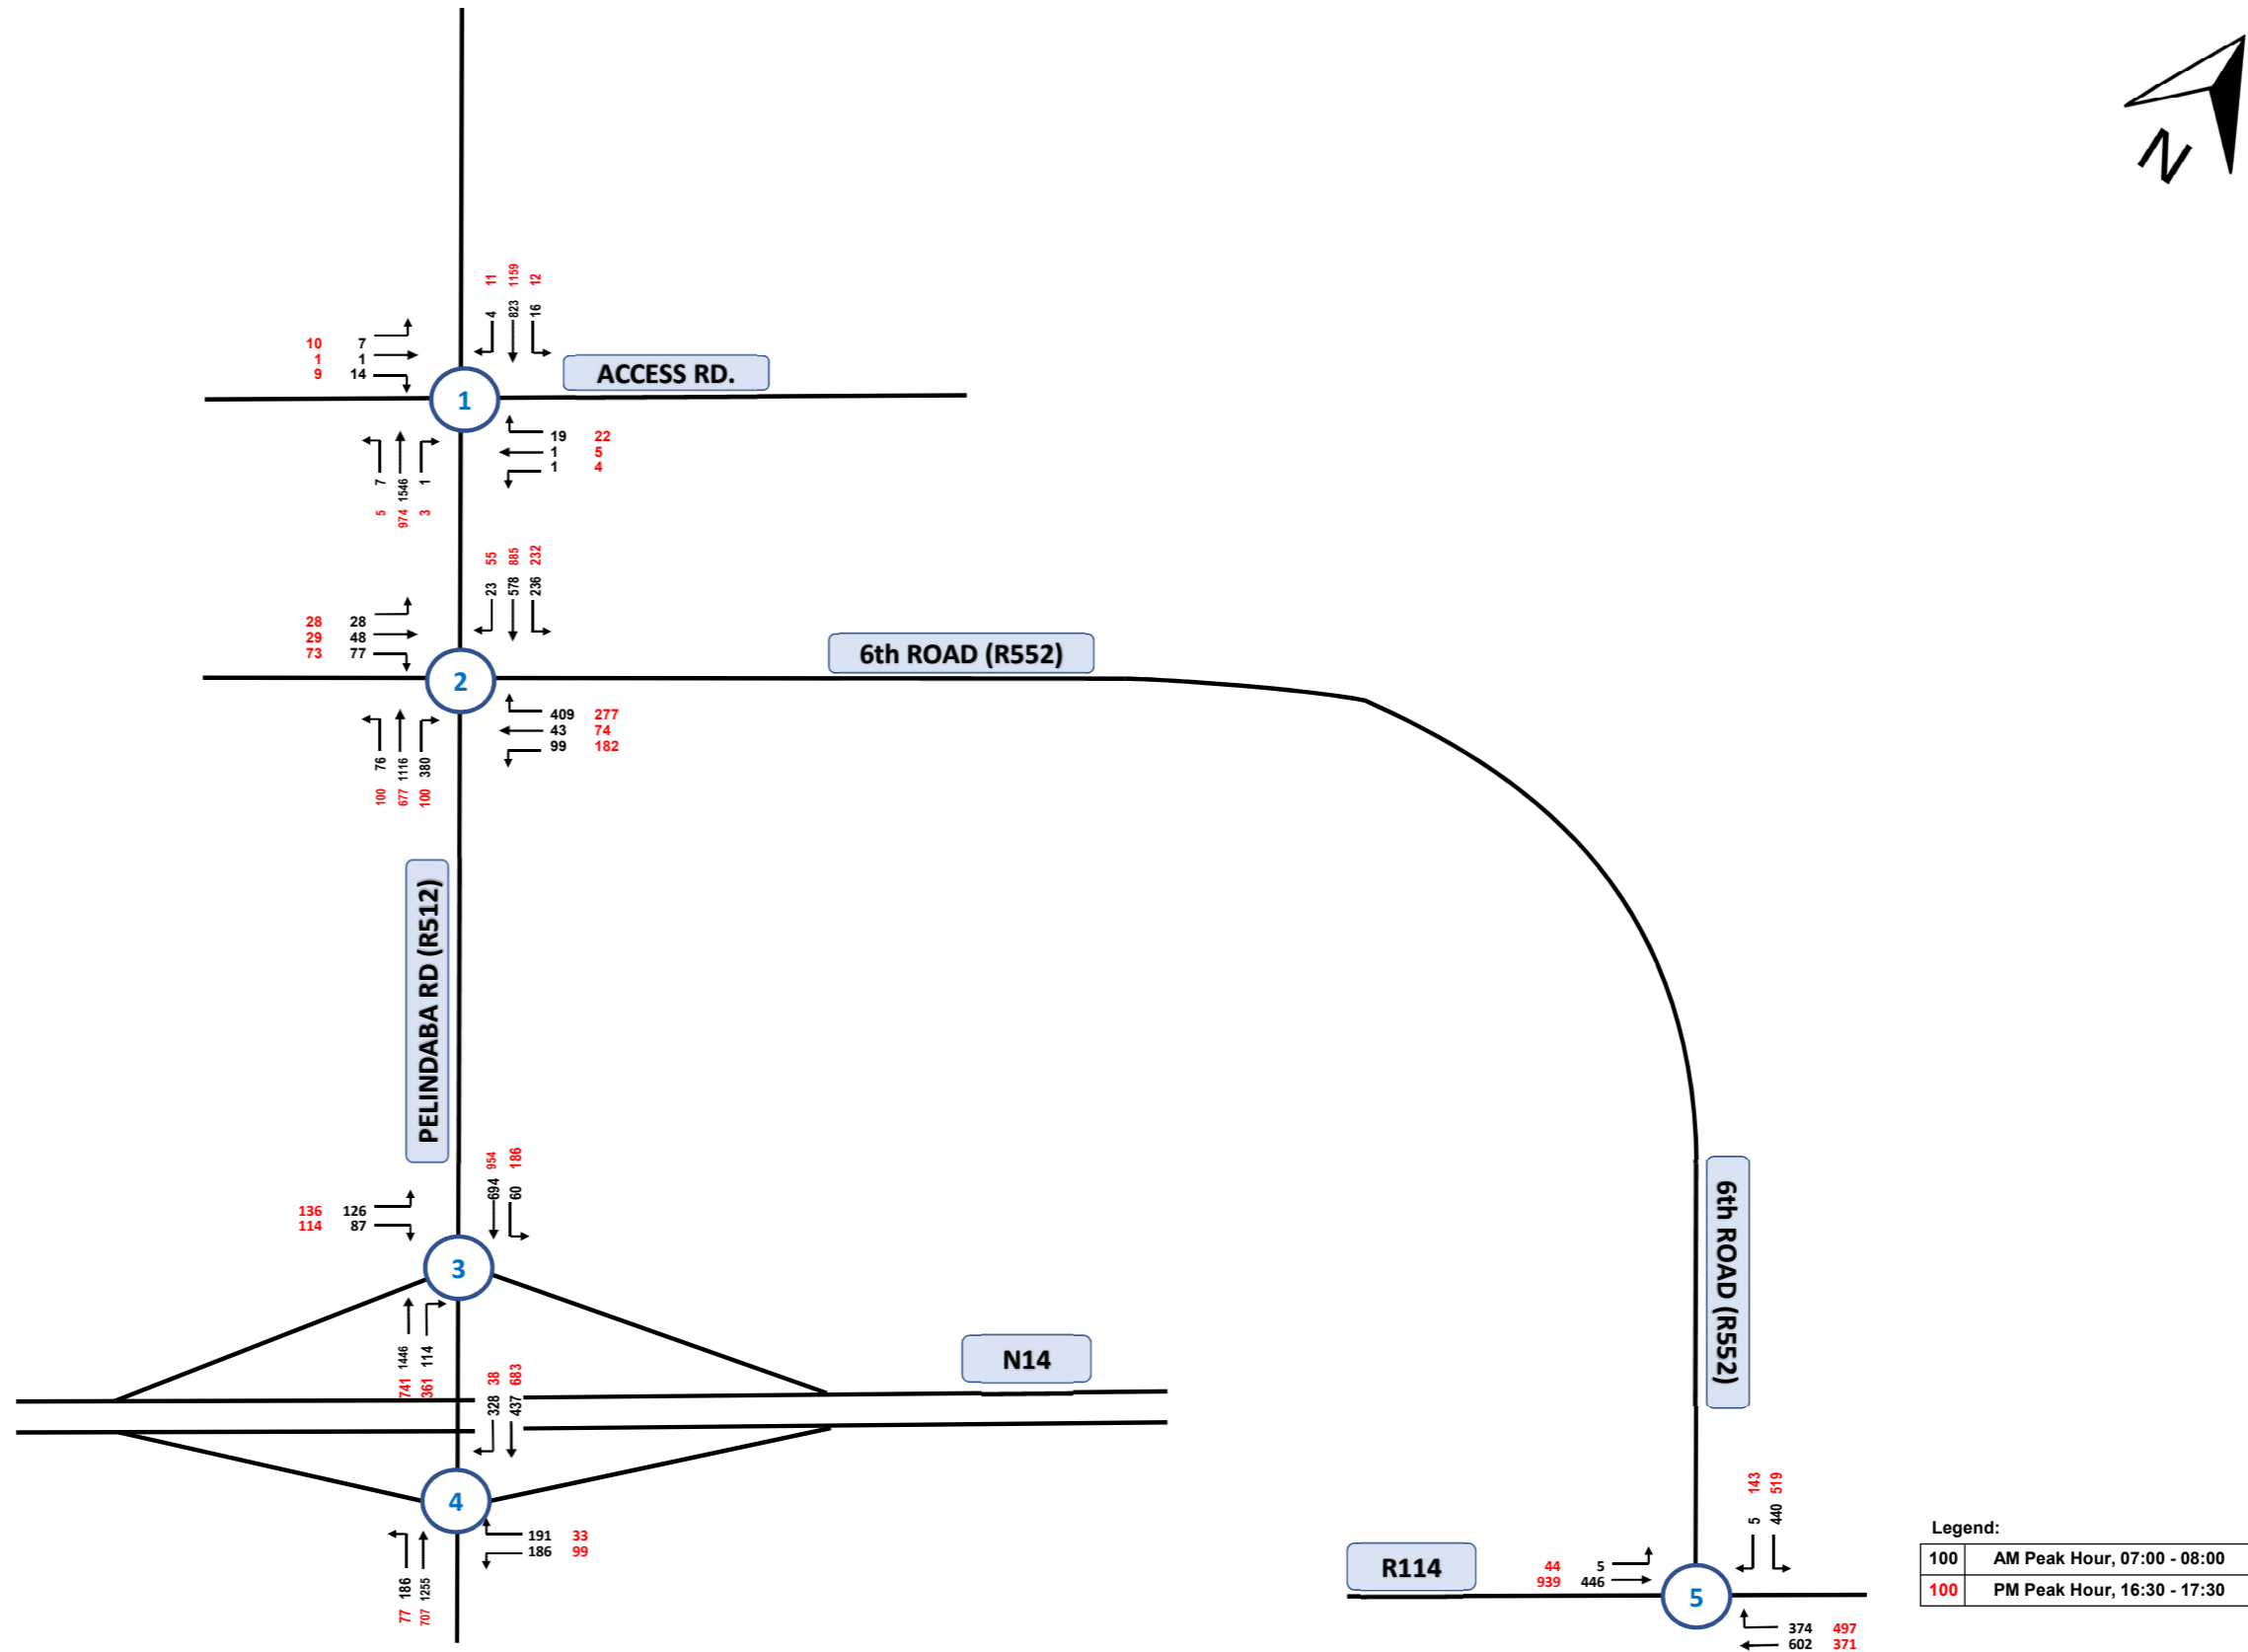 N
11 1159 12
4 823 16
10 7
1 1
9 14
ACCESS RD.
1
19 22
1 5
1 4
7 1546 1
5 974 3
55 885 232
23 578 236
28 28
29 48
73 77
6th ROAD (R552)
2
409 277
43 74
99 182
76 1116 380
100 677 100
PELINDABA RD (R512)
954 186
694 60
136 126
114 87
3
1446 114
741 361
N14
38 683
328 437
4
191 33
186 99
186 1255
77 707
6th ROAD (R552)
143 519
5 440
R114
44 5
939 446
5
374 497
602 371
Legend:
100 AM Peak Hour, 07:00 - 08:00
100 PM Peak Hour, 16:30 - 17:30